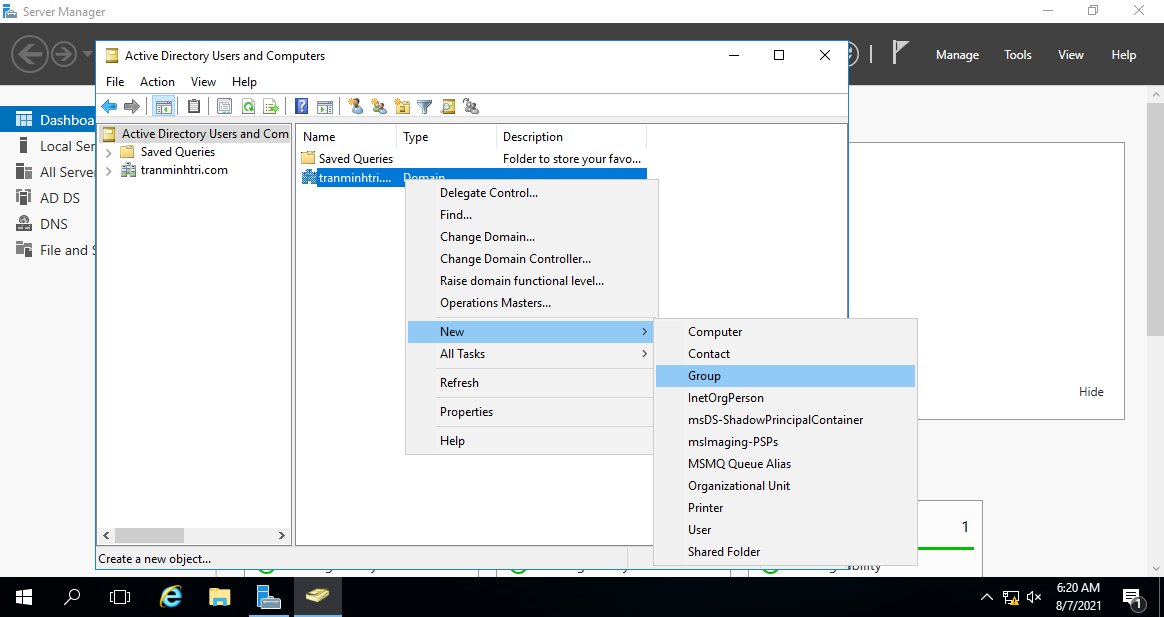 Server Manager
Manage Tools View Help
Active Directory Users and Computers
File Action View Help
Dashboa
Local Ser
All Serve
AD DS
DNS
File and S
Active Directory Users and Com
Saved Queries
tranminhtri.com
Name Type Description
Saved Queries Folder to store your favo...
tranminhtri.... Domain
Delegate Control...
Find...
Change Domain...
Change Domain Controller...
Raise domain functional level...
Operations Masters...
New
All Tasks
Refresh
Properties
Help
Computer
Contact
Group
InetOrgPerson
msDS-ShadowPrincipalContainer
msImaging-PSPs
MSMQ Queue Alias
Organizational Unit
Printer
User
Shared Folder
Hide
1
Create a new object...
6:20 AM
8/7/2021
1